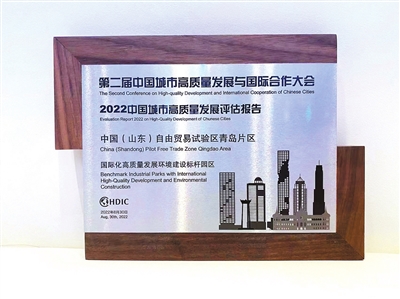 第二届中国城市高质量发展与国际合作大会
The Second Conference on High-quality Development and International Cooperation of Chinese Cities
2022中国城市高质量发展评估报告
Evaluation Report 2022 on High-Quality Development of Chinese Cities
中国（山东）自由贸易试验区青岛片区
China (Shandong) Pilot Free Trade Zone Qingdao Area
国际化高质量发展环境建设标杆园区
Benchmark Industrial Parks with International
High-Quality Development and Environmental
Construction
HDIC
2022年8月30日
Aug. 30th, 2022